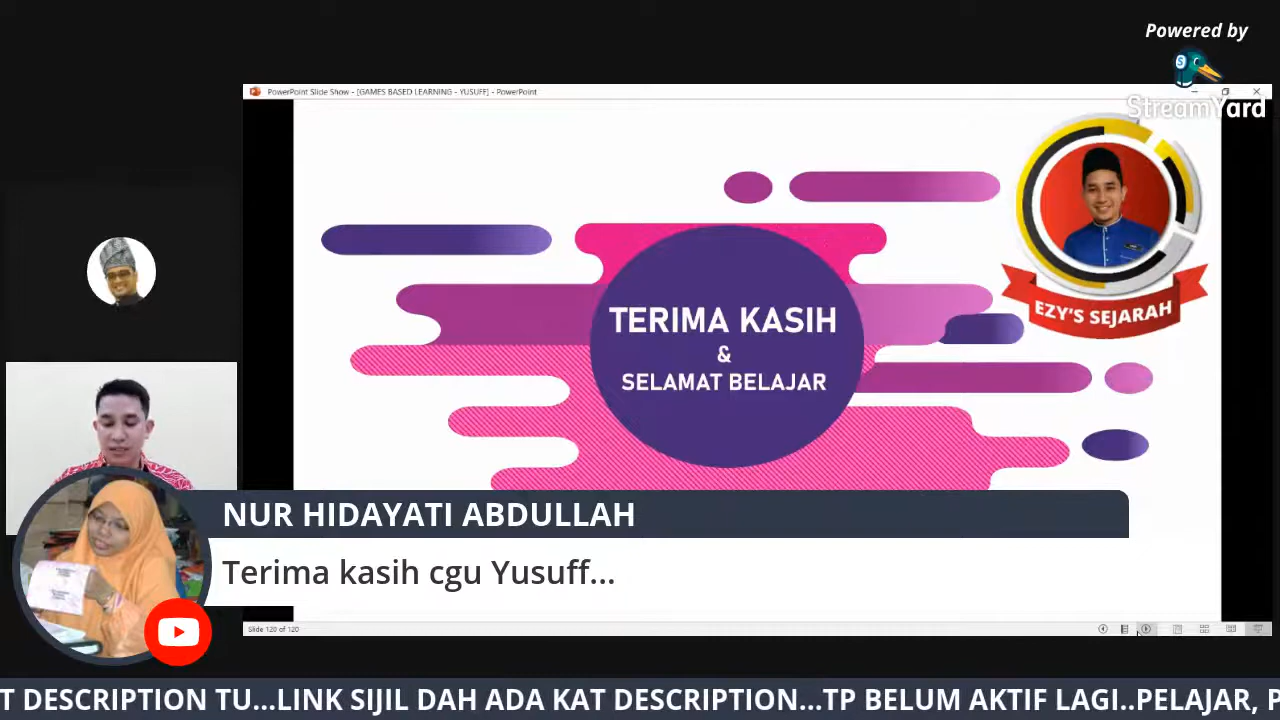 Powered by
StreamYard
PowerPoint Slide Show - [GAMES BASED LEARNING - YUSUFF] - PowerPoint
TERIMA KASIH
&
SELAMAT BELAJAR
EZY'S SEJARAH
NUR HIDAYATI ABDULLAH
Terima kasih cgu Yusuff...
Slide 120 of 120
T DESCRIPTION TU...LINK SIJIL DAH ADA KAT DESCRIPTION...TP BELUM AKTIF LAGI..PELAJAR, P